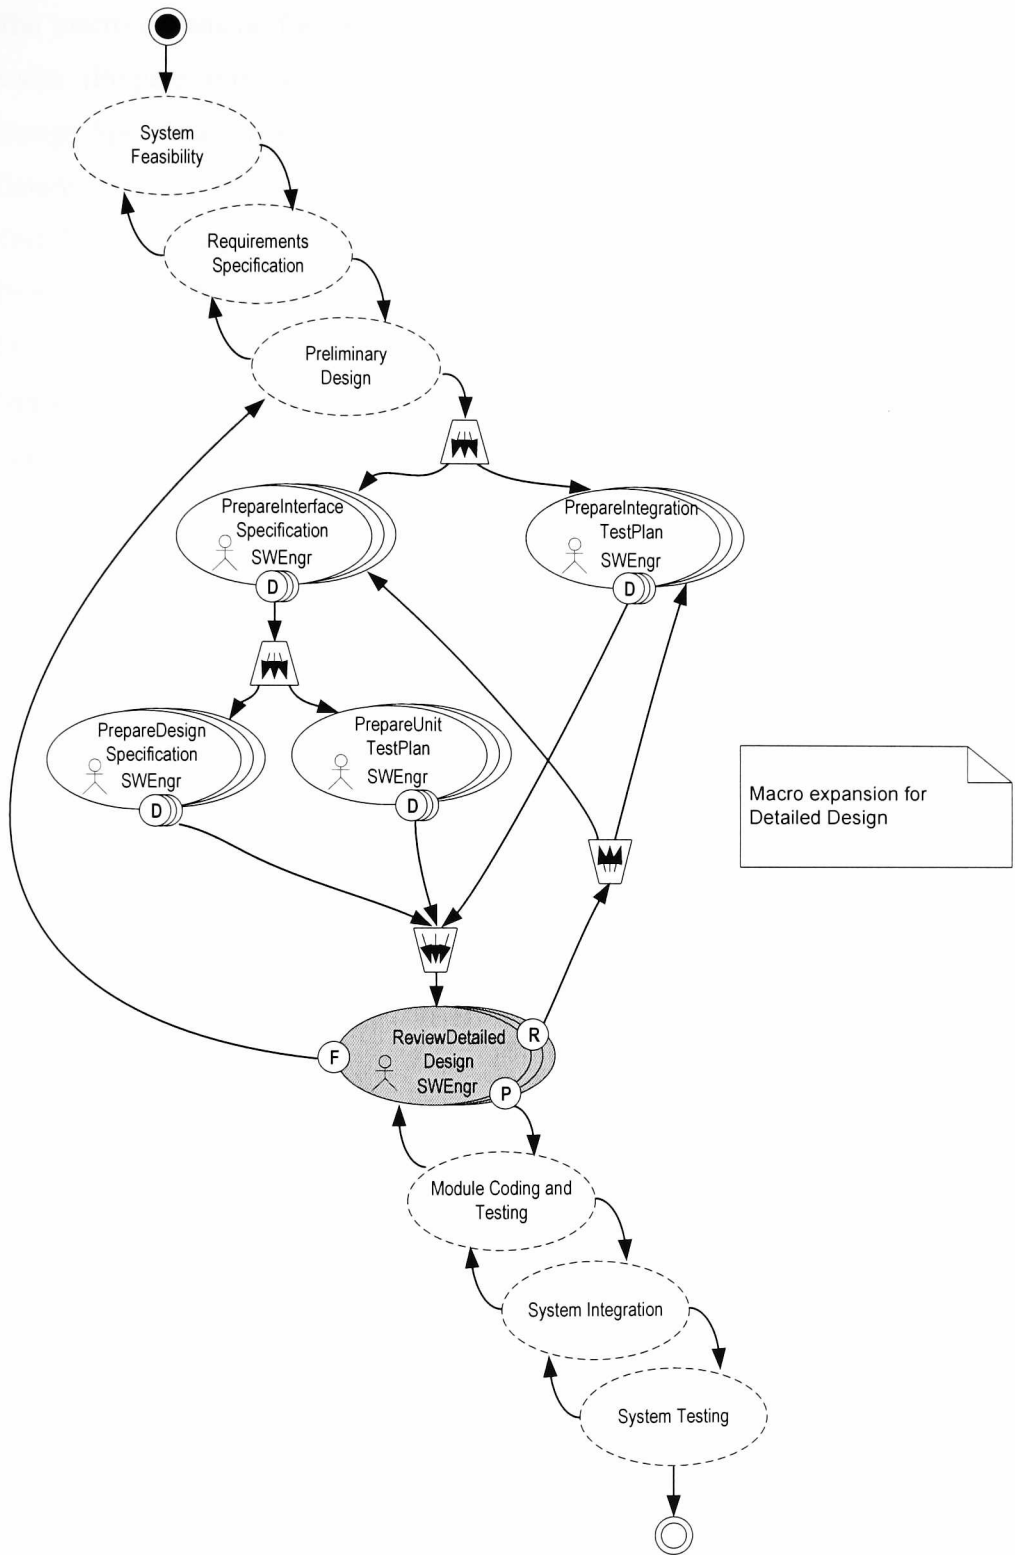 System
Feasibility
Requirements
Specification
Preliminary
Design
PrepareInterface
Specification
SWEngr
D
PrepareIntegration
TestPlan
SWEngr
D
PrepareDesign
Specification
SWEngr
D
PrepareUnit
TestPlan
SWEngr
D
Macro expansion for
Detailed Design
ReviewDetailed
Design
SWEngr
F
R
P
Module Coding and
Testing
System Integration
System Testing